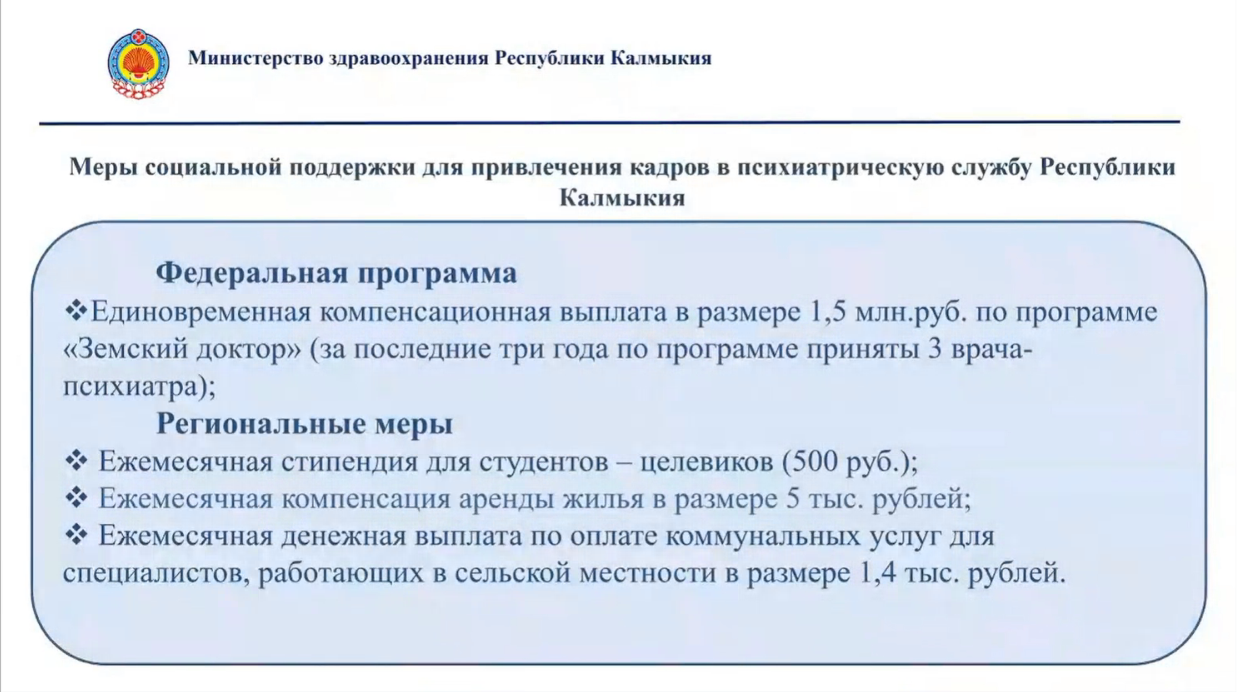 Министерство здравоохранения Республики Калмыкия
Меры социальной поддержки для привлечения кадров в психиатрическую службу Республики
Калмыкия
Федеральная программа
❖Единовременная компенсационная выплата в размере 1,5 млн.руб. по программе
«Земский доктор» (за последние три года по программе приняты 3 врача-
психиатра);
Региональные меры
❖ Ежемесячная стипендия для студентов – целевиков (500 руб.);
❖ Ежемесячная компенсация аренды жилья в размере 5 тыс. рублей;
❖ Ежемесячная денежная выплата по оплате коммунальных услуг для
специалистов, работающих в сельской местности в размере 1,4 тыс. рублей.